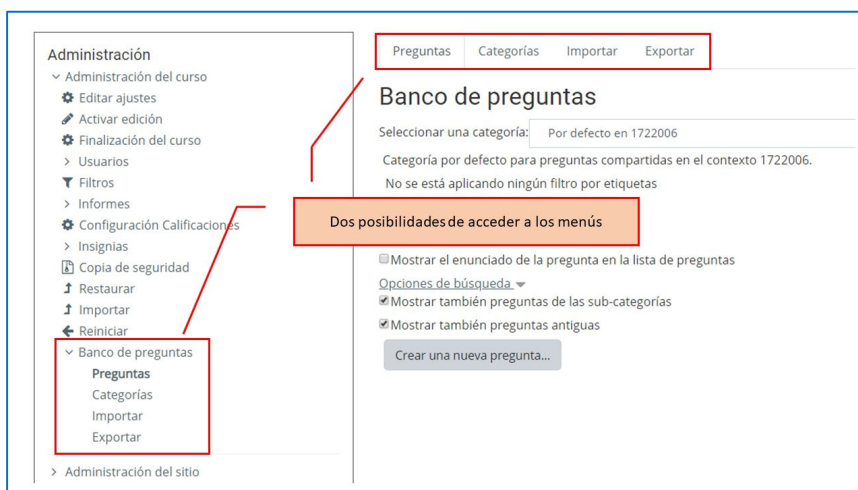 Administración
Administración del curso
Editar ajustes
Activar edición
Finalización del curso
Usuarios
Filtros
Informes
Configuración Calificaciones
Insignias
Copia de seguridad
Restaurar
Importar
Reiniciar
Banco de preguntas
Preguntas
Categorías
Importar
Exportar
Administración del sitio
Preguntas Categorías Importar Exportar
Banco de preguntas
Seleccionar una categoría: Por defecto en 1722006
Categoría por defecto para preguntas compartidas en el contexto 1722006.
No se está aplicando ningún filtro por etiquetas
Dos posibilidades de acceder a los menús
Mostrar el enunciado de la pregunta en la lista de preguntas
Opciones de búsqueda
Mostrar también preguntas de las sub-categorías
Mostrar también preguntas antiguas
Crear una nueva pregunta...